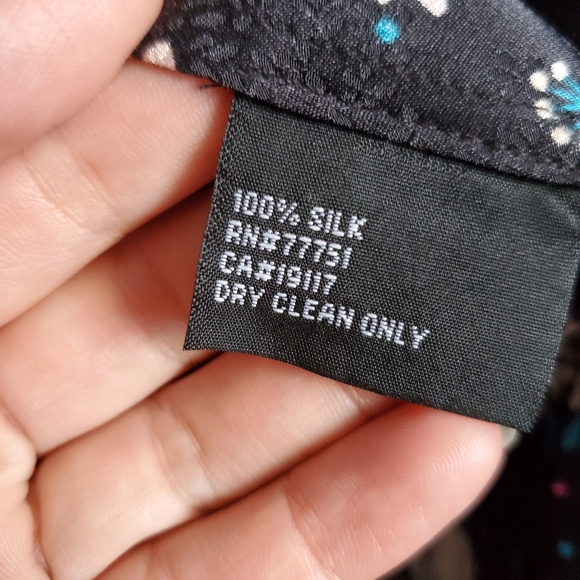 100% SILK
RN#77751
CA#19117
DRY CLEAN ONLY